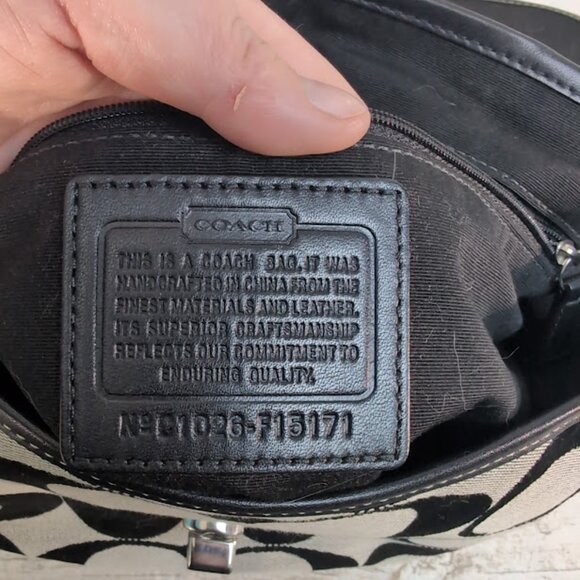 COACH
THIS IS A COACH BAG. IT WAS
HANDCRAFTED IN CHINA FROM THE
FINEST MATERIALS AND LEATHER.
ITS SUPERIOR CRAFTSMANSHIP
REFLECTS OUR COMMITMENT TO
ENDURING QUALITY.
Nº C1026-F15171